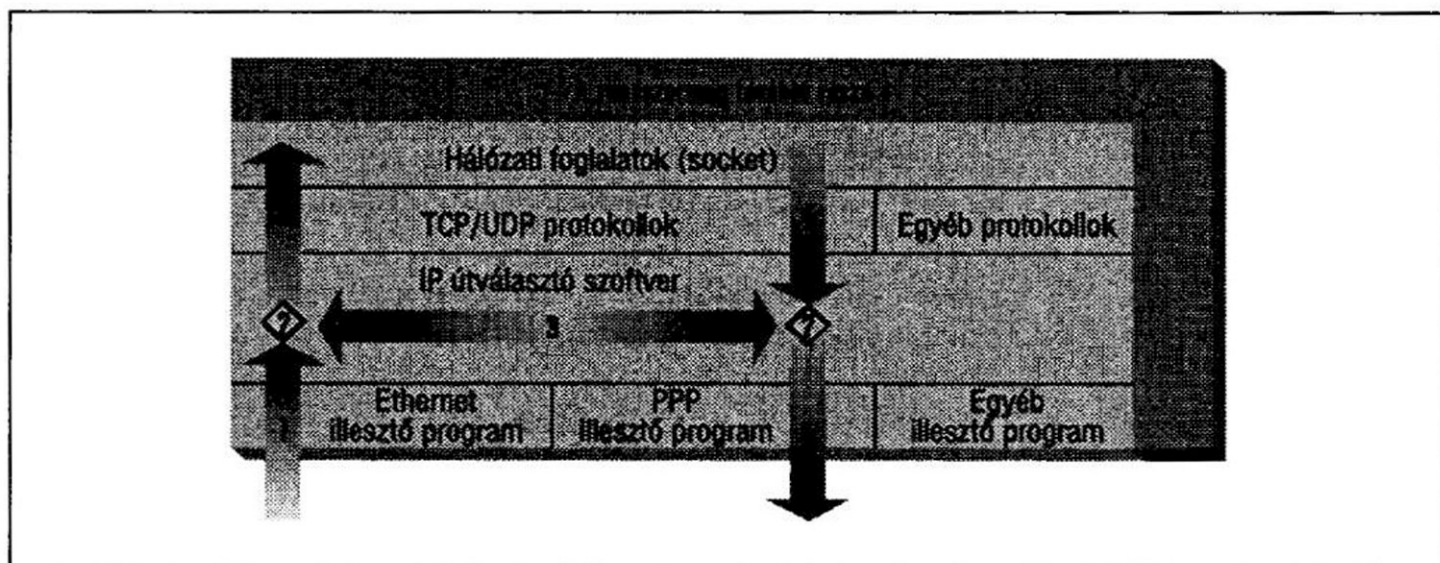 Hálózati foglalatok (socket)
TCP/UDP protokollok
Egyéb protokollok
IP útválasztó szoftver
?
3
?
Ethernet
illesztő program
PPP
illesztő program
Egyéb
illesztő program